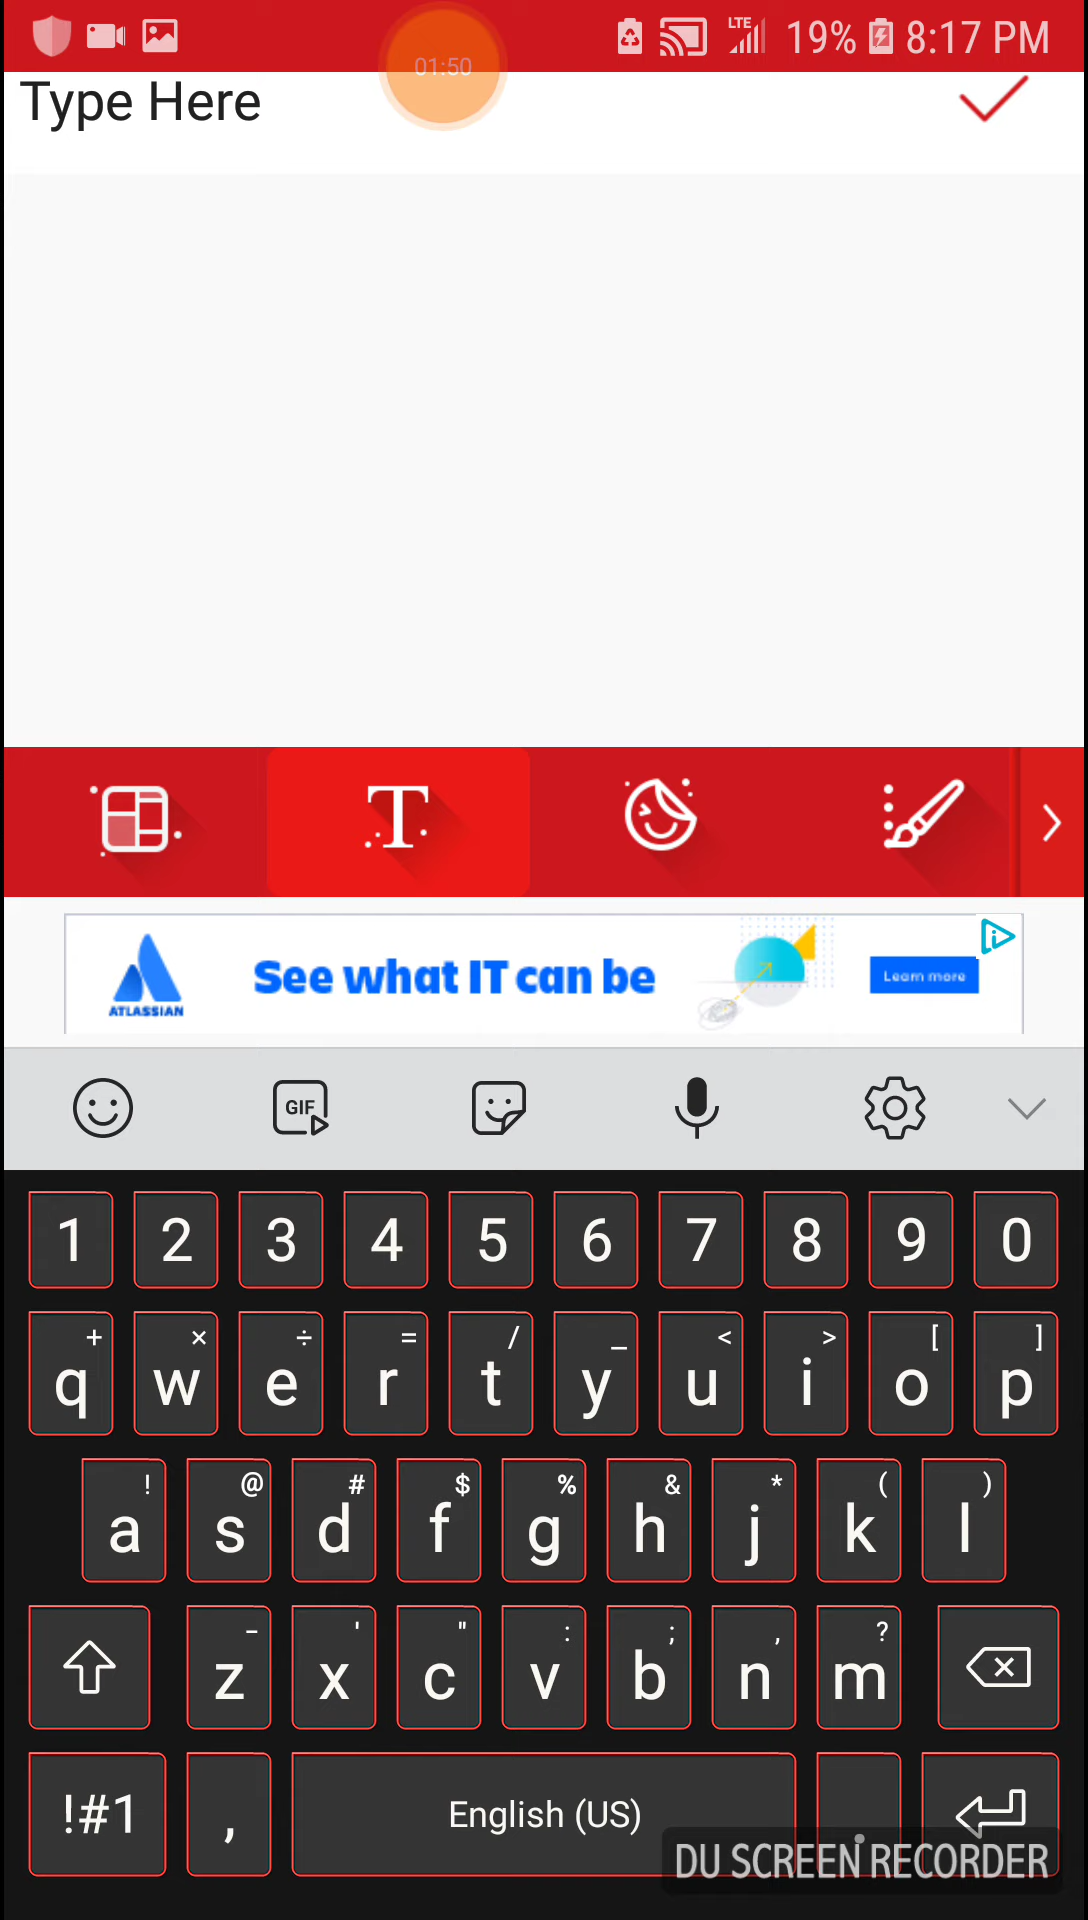 01:50
LTE 19% 8:17 PM
Type Here
T
ATLASSIAN
See what IT can be
Learn more
GIF
1 2 3 4 5 6 7 8 9 0
+ × ÷ = / _ < > [ ]
q w e r t y u i o p
! @ # $ % & * ( )
a s d f g h j k l
- ' " : ; , ?
z x c v b n m
!#1 , English (US) .
DU SCREEN RECORDER